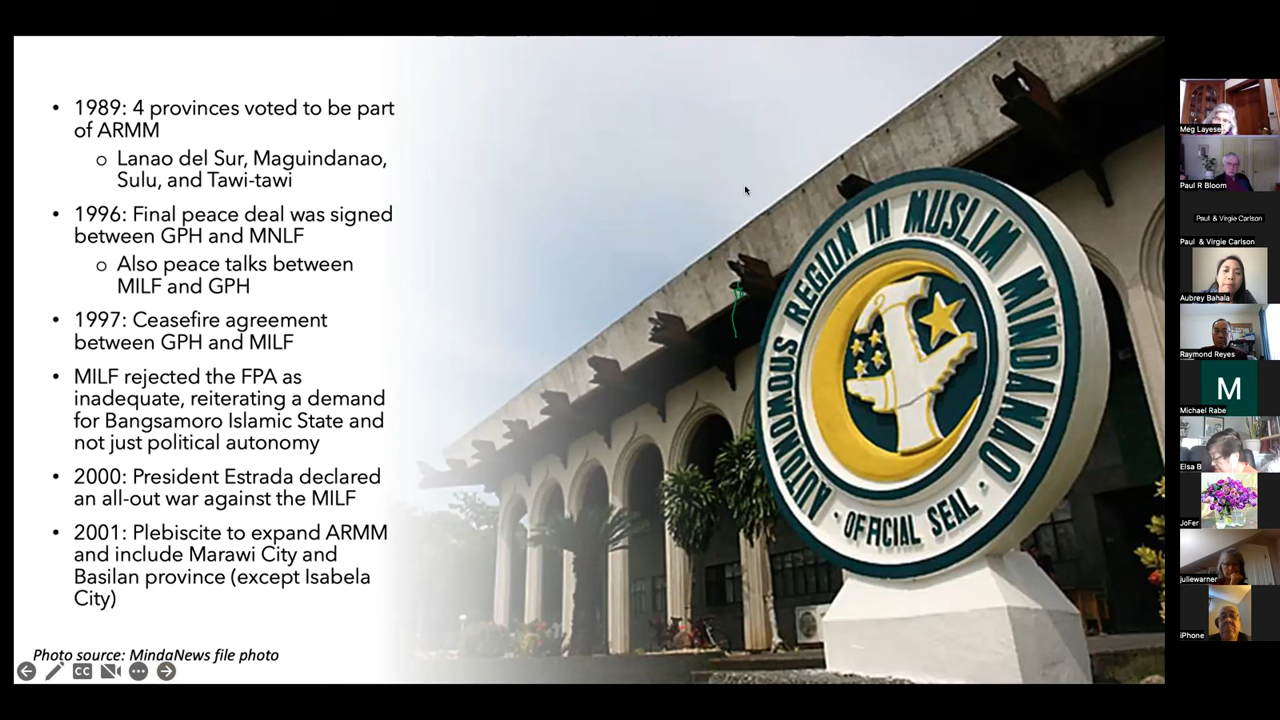 • 1989: 4 provinces voted to be part
of ARMM
o Lanao del Sur, Maguindanao,
Sulu, and Tawi-tawi
• 1996: Final peace deal was signed
between GPH and MNLF
o Also peace talks between
MILF and GPH
• 1997: Ceasefire agreement
between GPH and MILF
• MILF rejected the FPA as
inadequate, reiterating a demand
for Bangsamoro Islamic State and
not just political autonomy
• 2000: President Estrada declared
an all-out war against the MILF
• 2001: Plebiscite to expand ARMM
and include Marawi City and
Basilan province (except Isabela
City)
Photo source: MindaNews file photo
CC
AUTONOMOUS REGION IN MUSLIM MINDANAO
• OFFICIAL SEAL •
Meg Layese
Paul R Bloom
Paul & Virgie Carlson
Paul & Virgie Carlson
Aubrey Bahala
Raymond Reyes
M
Michael Rabe
Elsa B
JoFer
juliewarner
iPhone